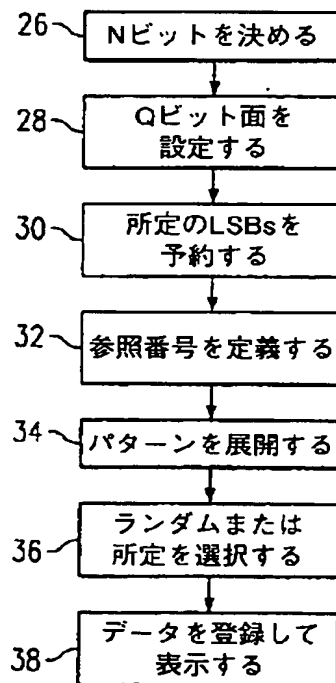 26 Nビットを決める
28 Qビット面を
設定する
30 所定のLSBsを
予約する
32 参照番号を定義する
34 パターンを展開する
36 ランダムまたは
所定を選択する
38 データを登録して
表示する